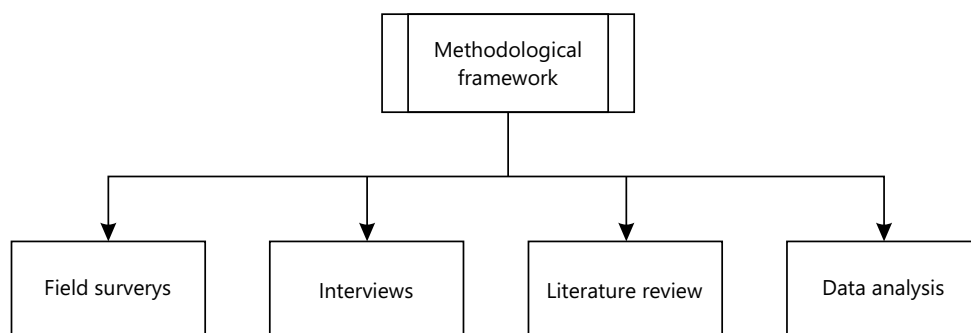 Methodological
framework
Field surverys
Interviews
Literature review
Data analysis